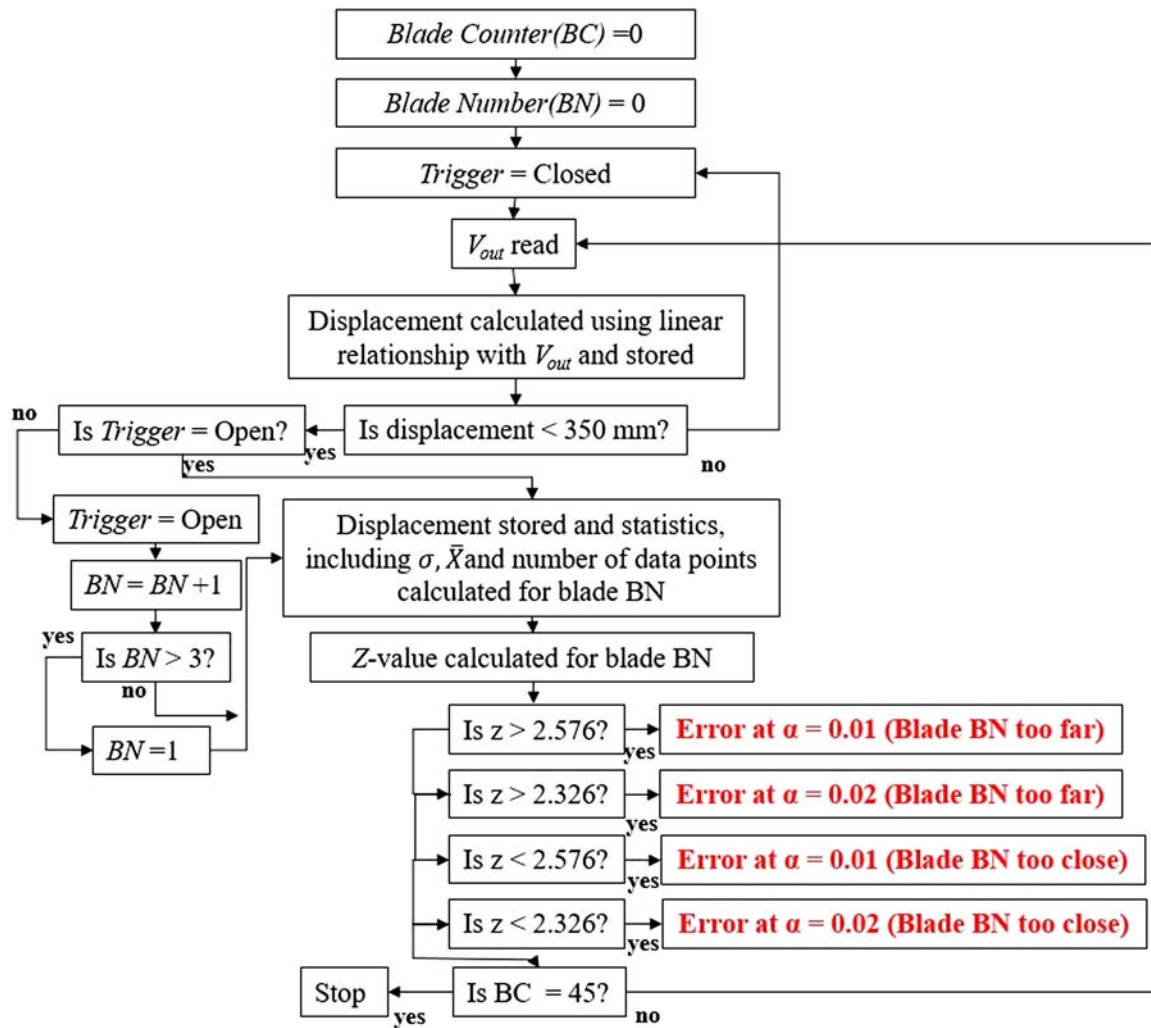 Blade Counter(BC) =0
Blade Number(BN) = 0
Trigger = Closed
V_out read
Displacement calculated using linear
relationship with V_out and stored
no
Is Trigger = Open?
yes
Is displacement < 350 mm?
no
yes
Trigger = Open
BN = BN +1
yes
Is BN > 3?
no
BN =1
Displacement stored and statistics,
including σ, X̄ and number of data points
calculated for blade BN
Z-value calculated for blade BN
Is z > 2.576?
yes
Error at α = 0.01 (Blade BN too far)
Is z > 2.326?
yes
Error at α = 0.02 (Blade BN too far)
Is z < 2.576?
yes
Error at α = 0.01 (Blade BN too close)
Is z < 2.326?
yes
Error at α = 0.02 (Blade BN too close)
Stop
yes
Is BC = 45?
no